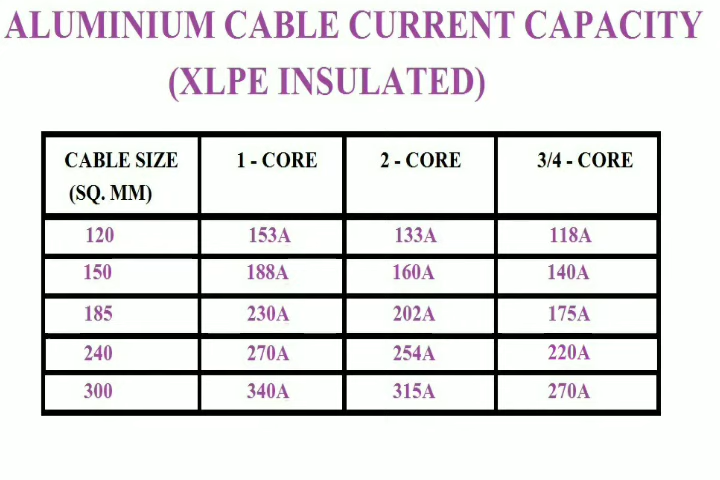 ALUMINIUM CABLE CURRENT CAPACITY
(XLPE INSULATED)
CABLE SIZE 1 - CORE 2 - CORE 3/4 - CORE
(SQ. MM)
120 153A 133A 118A
150 188A 160A 140A
185 230A 202A 175A
240 270A 254A 220A
300 340A 315A 270A